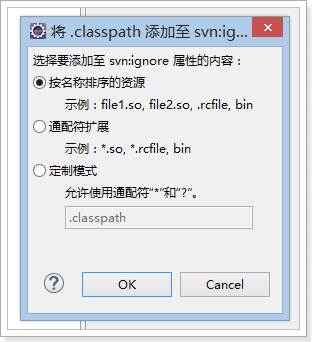 将 .classpath 添加至 svn:ig...
选择要添加至 svn:ignore 属性的内容：
按名称排序的资源
示例：file1.so, file2.so, .rcfile, bin
通配符扩展
示例：*.so, *.rcfile, bin
定制模式
允许使用通配符“*”和“?”。
.classpath
OK
Cancel